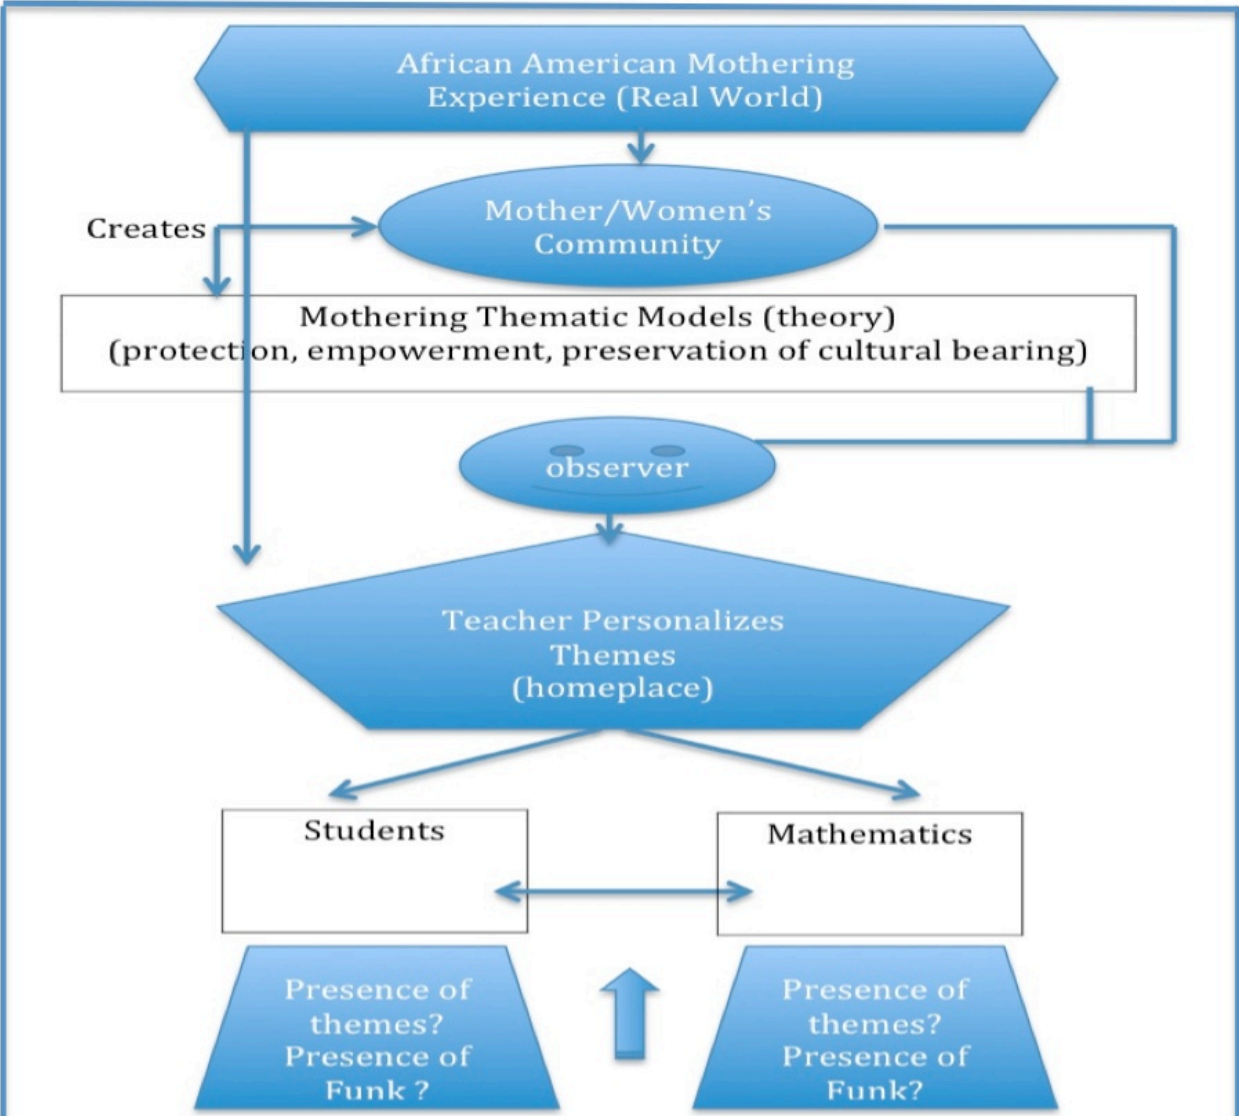 African American Mothering
Experience (Real World)
Mother/Women's
Community
Creates
Mothering Thematic Models (theory)
(protection, empowerment, preservation of cultural bearing)
observer
Teacher Personalizes
Themes
(homeplace)
Students
Mathematics
Presence of
themes?
Presence of
Funk ?
Presence of
themes?
Presence of
Funk?